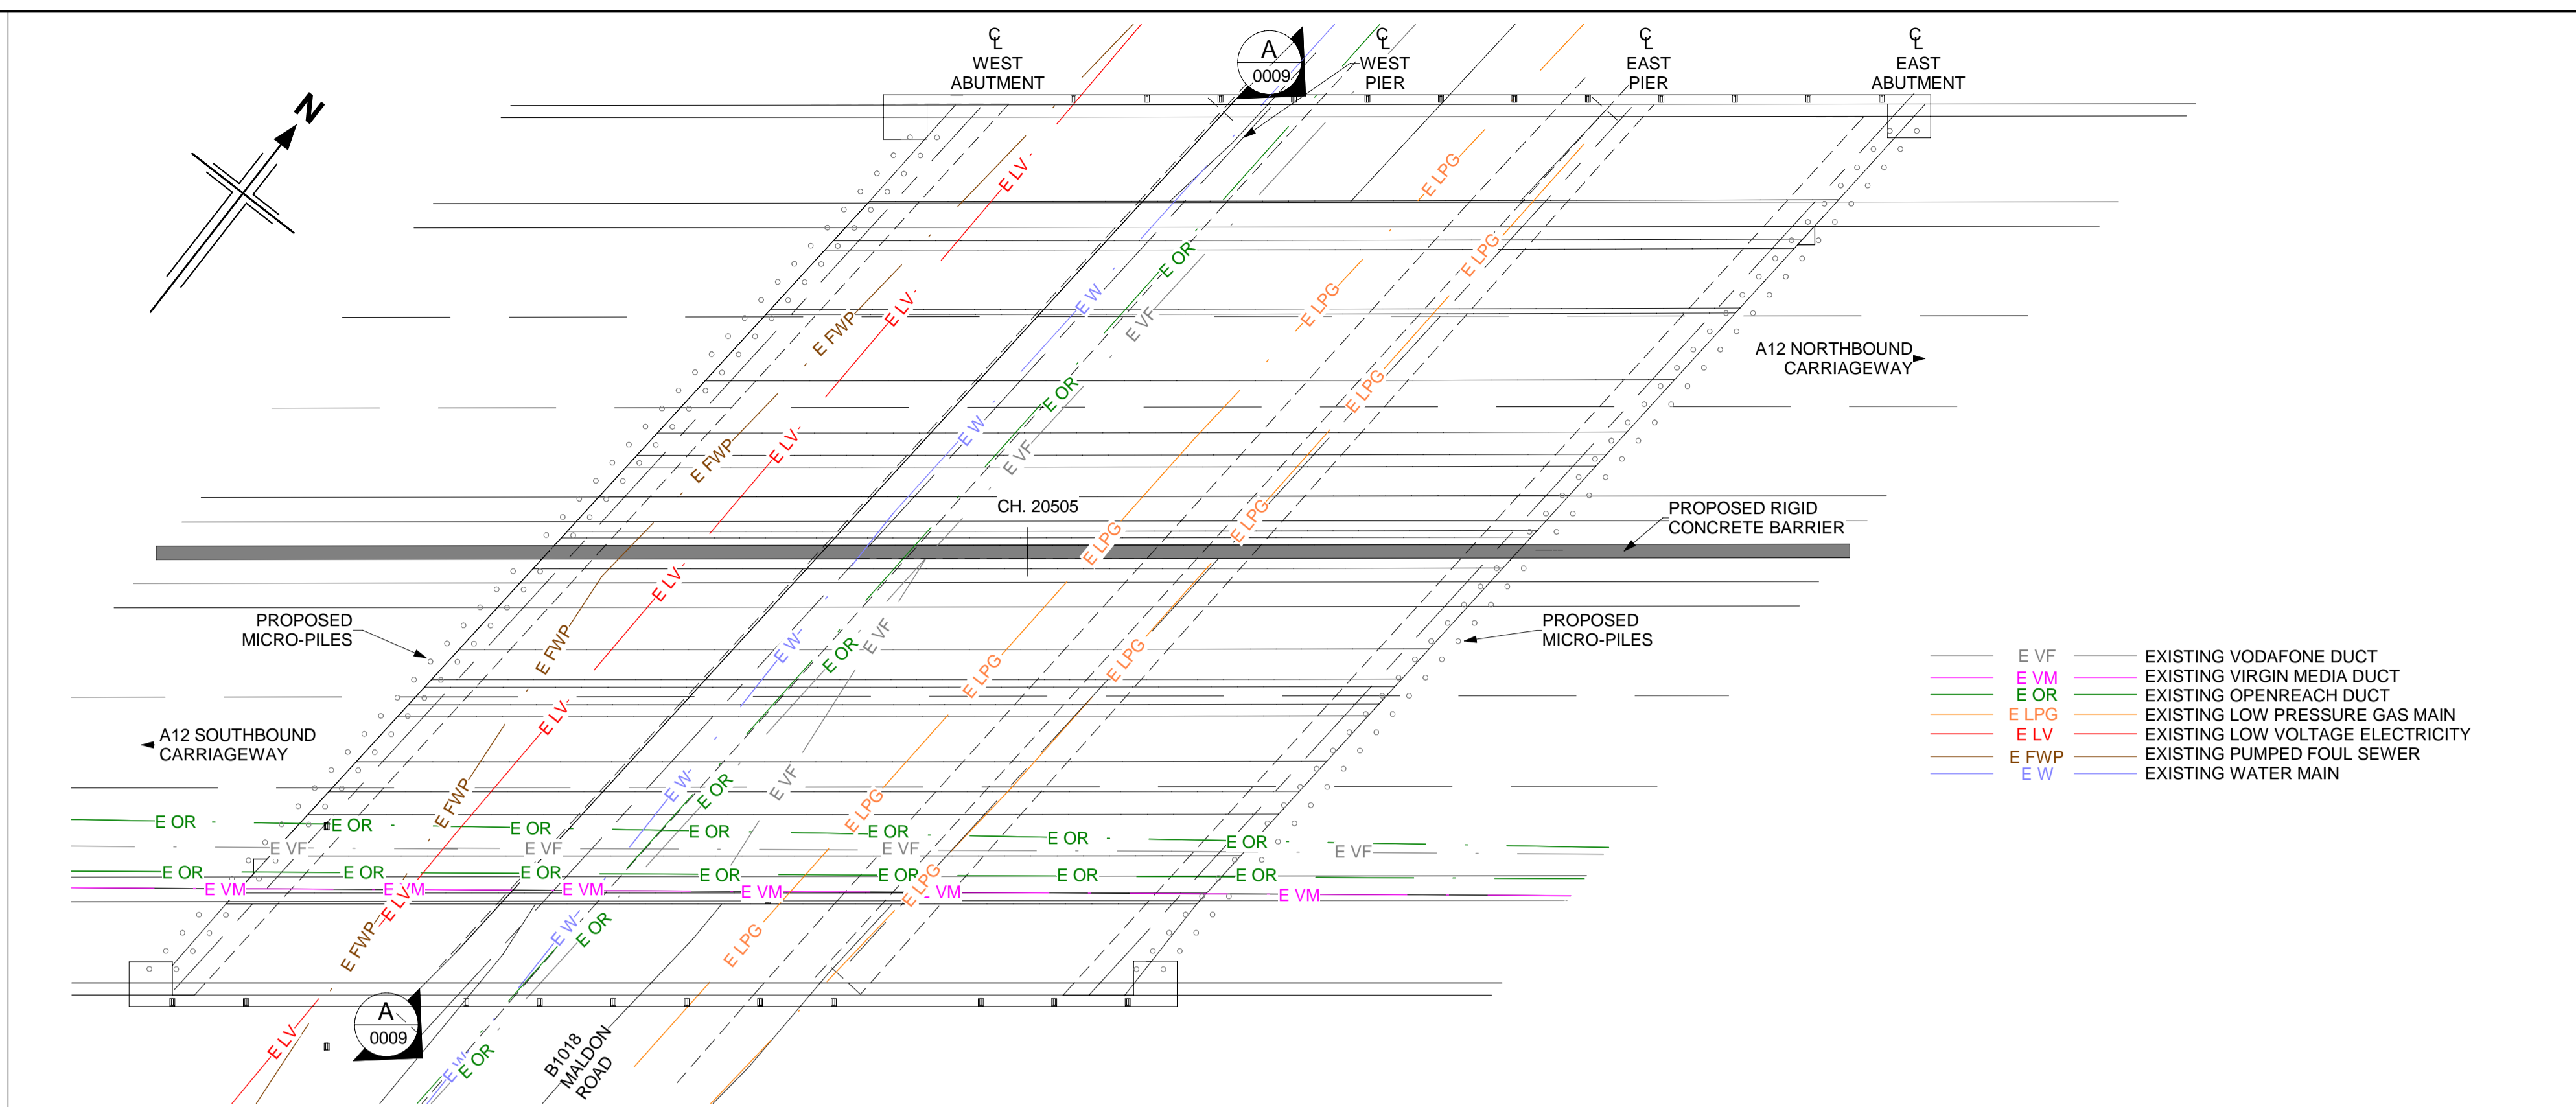 ℄
WEST
ABUTMENT
A
0009
℄
WEST
PIER
℄
EAST
PIER
℄
EAST
ABUTMENT
N
E LV
E LPG
E OR
E LPG
E W
E LV
E LPG
E VF
E FWP
A12 NORTHBOUND
CARRIAGEWAY
E OR
E LPG
E W
E LV
E VF
E FWP
CH. 20505
E LPG
PROPOSED RIGID
CONCRETE BARRIER
E LPG
E LV
PROPOSED
MICRO-PILES
E FWP
E W
E OR
E VF
E LPG
E LPG
PROPOSED
MICRO-PILES
E VF
EXISTING VODAFONE DUCT
E VM
EXISTING VIRGIN MEDIA DUCT
E OR
EXISTING OPENREACH DUCT
E LPG
EXISTING LOW PRESSURE GAS MAIN
E LV
EXISTING LOW VOLTAGE ELECTRICITY
E FWP
EXISTING PUMPED FOUL SEWER
E W
EXISTING WATER MAIN
A12 SOUTHBOUND
CARRIAGEWAY
E LV
E W
E OR
E VF
E FWP
E LPG
E OR
E OR
E OR
E OR
E OR
E OR
E OR
E VF
E VF
E VF
E VF
E OR
E OR
E OR
E OR
E OR
E OR
E OR
E LPG
E VM
E VM
E VM
E VM
VM
E VM
E LV
E FWP
E W
E OR
E LPG
A
0009
E LV
E W
E OR
B1018
MALDON
ROAD